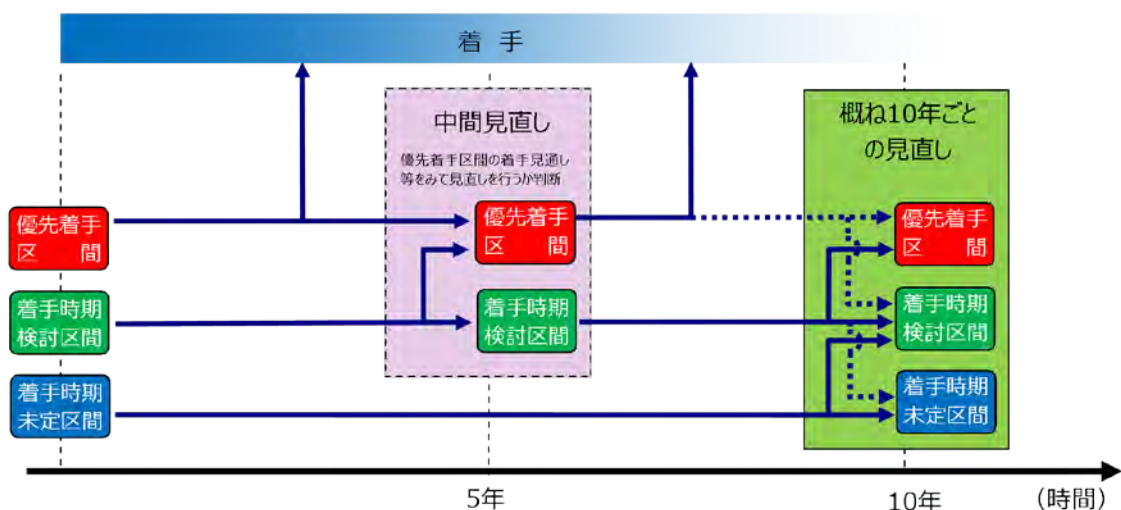 着 手
中間見直し
優先着手区間の着手見通し
等をみて見直しを行うか判断
概ね10年ごと
の見直し
優先着手
区 間
着手時期
検討区間
着手時期
未定区間
優先着手
区 間
着手時期
検討区間
優先着手
区 間
着手時期
検討区間
着手時期
未定区間
5年
10年
(時間)